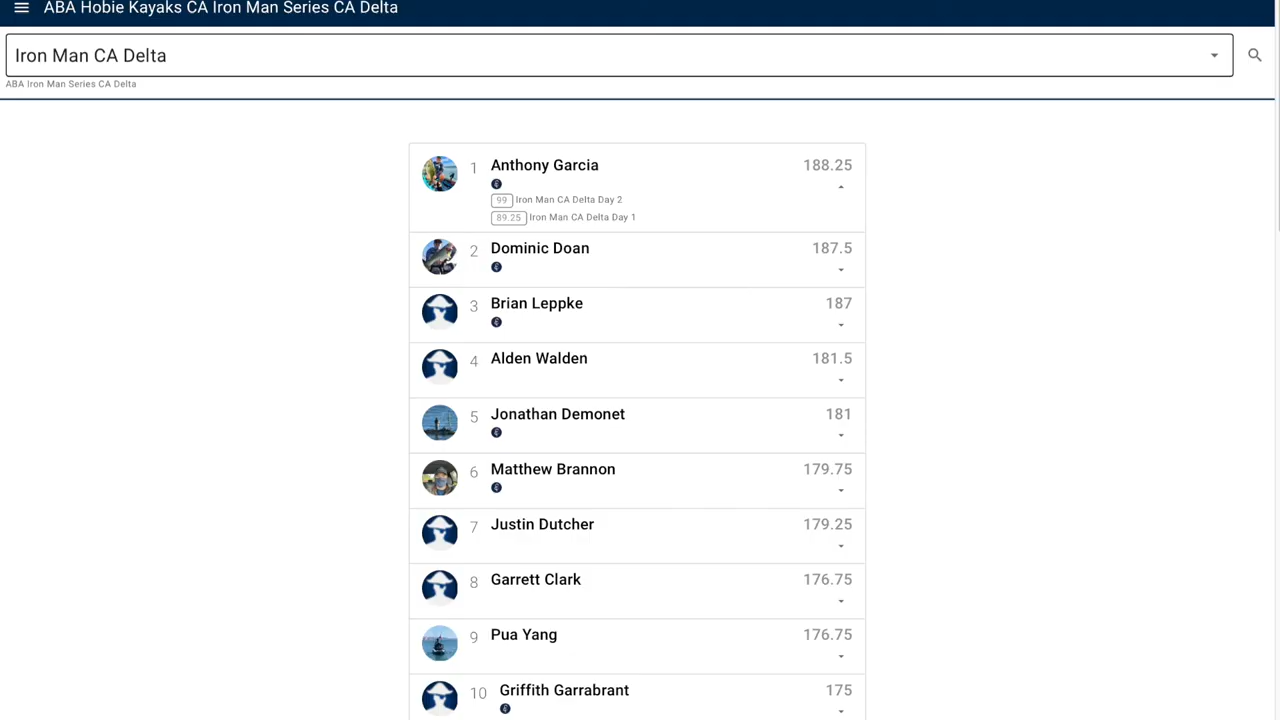 ABA Hobie Kayaks CA Iron Man Series CA Delta
Iron Man CA Delta
ABA Iron Man Series CA Delta
1 Anthony Garcia 188.25
99 Iron Man CA Delta Day 2
89.25 Iron Man CA Delta Day 1
2 Dominic Doan 187.5
3 Brian Leppke 187
4 Alden Walden 181.5
5 Jonathan Demonet 181
6 Matthew Brannon 179.75
7 Justin Dutcher 179.25
8 Garrett Clark 176.75
9 Pua Yang 176.75
10 Griffith Garrabrant 175